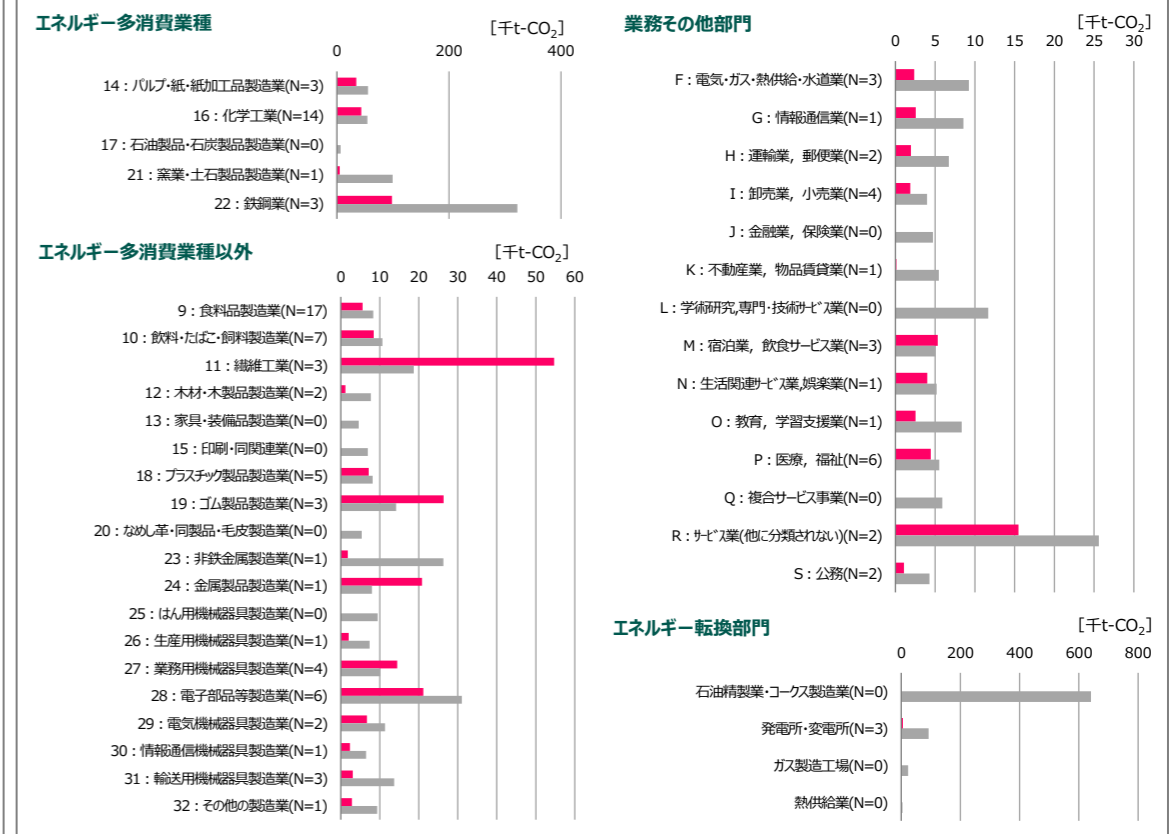 エネルギー多消費業種
[千t-CO2]
0 200 400
14：パルプ・紙・紙加工品製造業(N=3)
16：化学工業(N=14)
17：石油製品・石炭製品製造業(N=0)
21：窯業・土石製品製造業(N=1)
22：鉄鋼業(N=3)
エネルギー多消費業種以外
[千t-CO2]
0 10 20 30 40 50 60
9：食料品製造業(N=17)
10：飲料・たばこ・飼料製造業(N=7)
11：繊維工業(N=3)
12：木材・木製品製造業(N=2)
13：家具・装備品製造業(N=0)
15：印刷・同関連業(N=0)
18：プラスチック製品製造業(N=5)
19：ゴム製品製造業(N=3)
20：なめし革・同製品・毛皮製造業(N=0)
23：非鉄金属製造業(N=1)
24：金属製品製造業(N=1)
25：はん用機械器具製造業(N=0)
26：生産用機械器具製造業(N=1)
27：業務用機械器具製造業(N=4)
28：電子部品等製造業(N=6)
29：電気機械器具製造業(N=2)
30：情報通信機械器具製造業(N=1)
31：輸送用機械器具製造業(N=3)
32：その他の製造業(N=1)
業務その他部門
[千t-CO2]
0 5 10 15 20 25 30
F：電気・ガス・熱供給・水道業(N=3)
G：情報通信業(N=1)
H：運輸業，郵便業(N=2)
I：卸売業，小売業(N=4)
J：金融業，保険業(N=0)
K：不動産業，物品賃貸業(N=1)
L：学術研究,専門・技術ｻｰﾋﾞｽ業(N=0)
M：宿泊業，飲食サービス業(N=3)
N：生活関連ｻｰﾋﾞｽ業,娯楽業(N=1)
O：教育，学習支援業(N=1)
P：医療，福祉(N=6)
Q：複合サービス事業(N=0)
R：ｻｰﾋﾞｽ業(他に分類されない)(N=2)
S：公務(N=2)
エネルギー転換部門
[千t-CO2]
0 200 400 600 800
石油精製業・コークス製造業(N=0)
発電所・変電所(N=3)
ガス製造工場(N=0)
熱供給業(N=0)